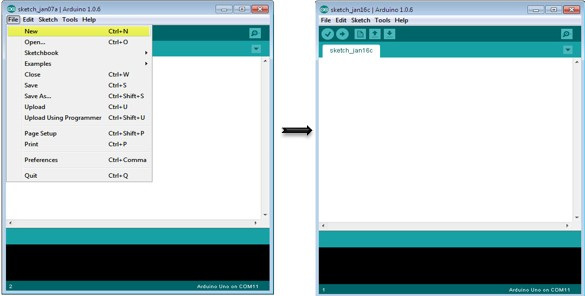 sketch_jan07a | Arduino 1.0.6
File Edit Sketch Tools Help
New Ctrl+N
Open... Ctrl+O
Sketchbook
Examples
Close Ctrl+W
Save Ctrl+S
Save As... Ctrl+Shift+S
Upload Ctrl+U
Upload Using Programmer Ctrl+Shift+U
Page Setup Ctrl+Shift+P
Print Ctrl+P
Preferences Ctrl+Comma
Quit Ctrl+Q
2 Arduino Uno on COM11
sketch_jan16c | Arduino 1.0.6
File Edit Sketch Tools Help
sketch_jan16c
1 Arduino Uno on COM11